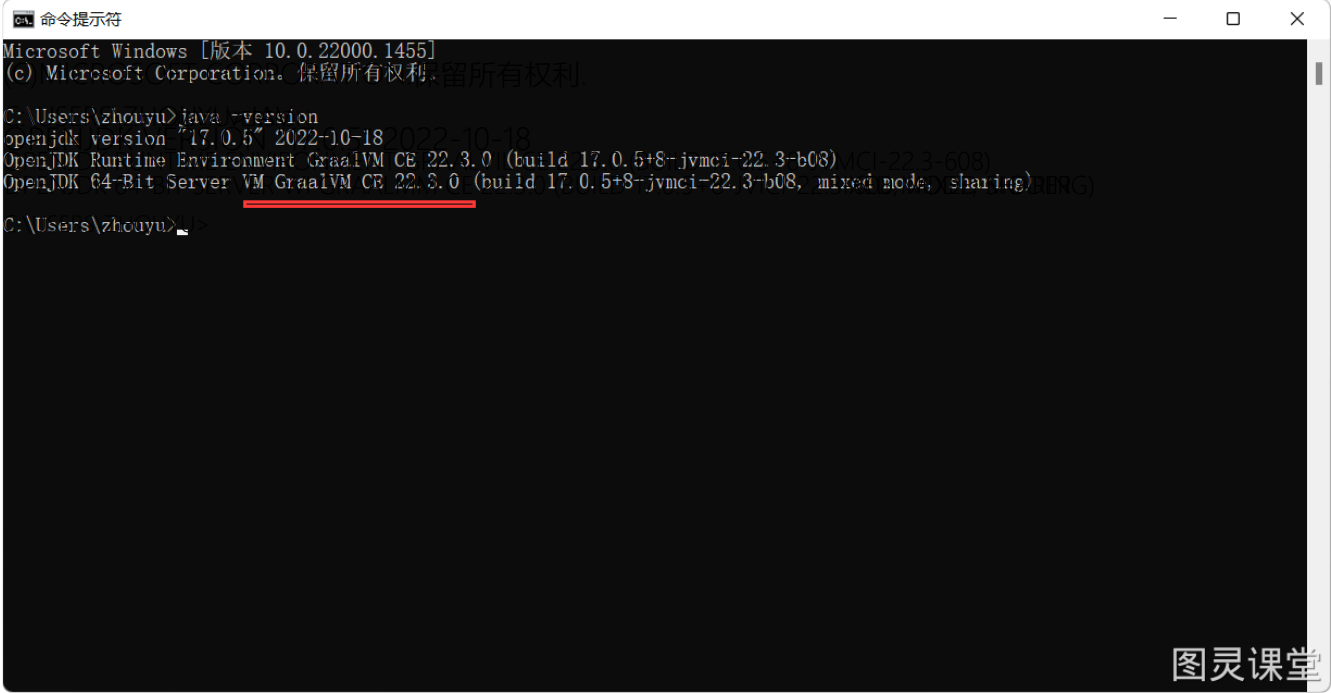 命令提示符
Microsoft Windows [版本 10.0.22000.1455]
(c) Microsoft Corporation。保留所有权利。
C:\Users\zhouyu>java -version
openjdk version "17.0.5" 2022-10-18
OpenJDK Runtime Environment GraalVM CE 22.3.0 (build 17.0.5+8-jvmci-22.3-b08)
OpenJDK 64-Bit Server VM GraalVM CE 22.3.0 (build 17.0.5+8-jvmci-22.3-b08, mixed mode, sharing)
C:\Users\zhouyu>
图灵课堂